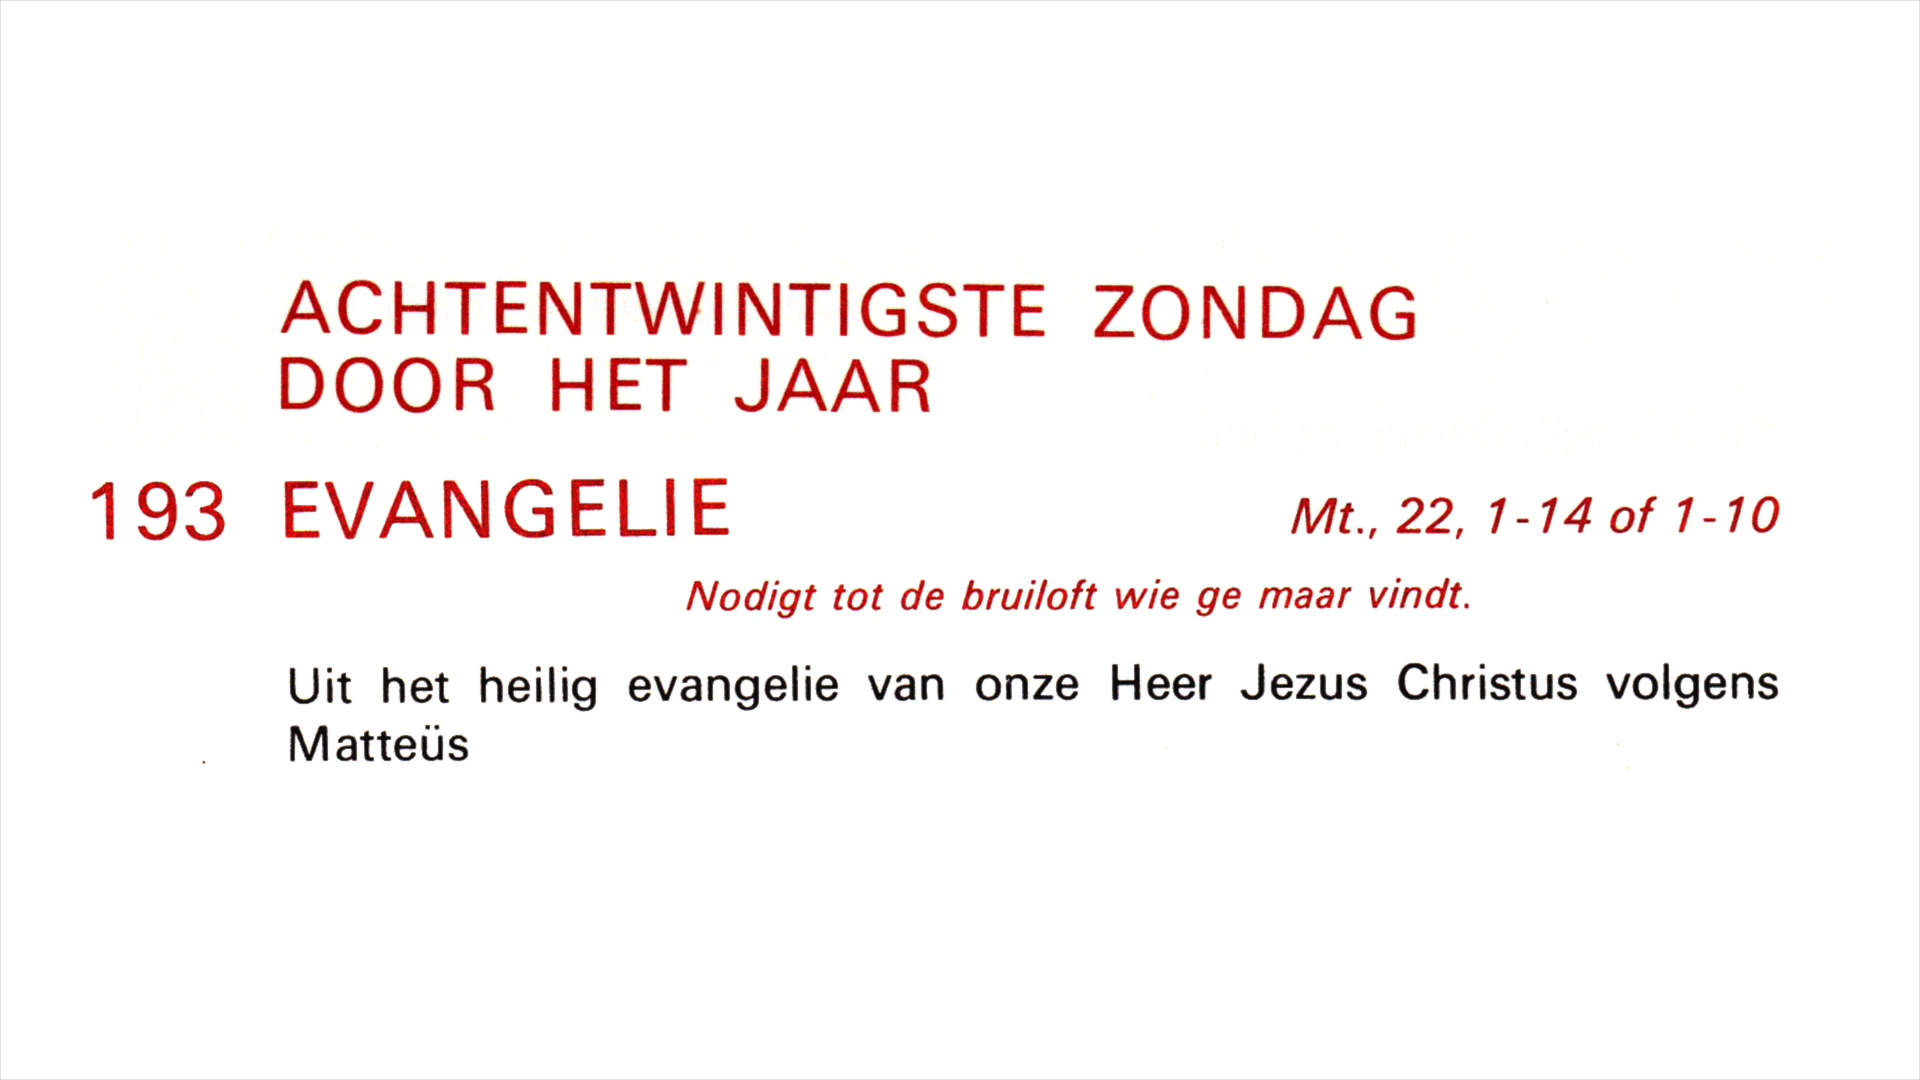 ACHTENTWINTIGSTE ZONDAG
DOOR HET JAAR
193 EVANGELIE Mt., 22, 1-14 of 1-10
Nodigt tot de bruiloft wie ge maar vindt.
Uit het heilig evangelie van onze Heer Jezus Christus volgens
Matteüs